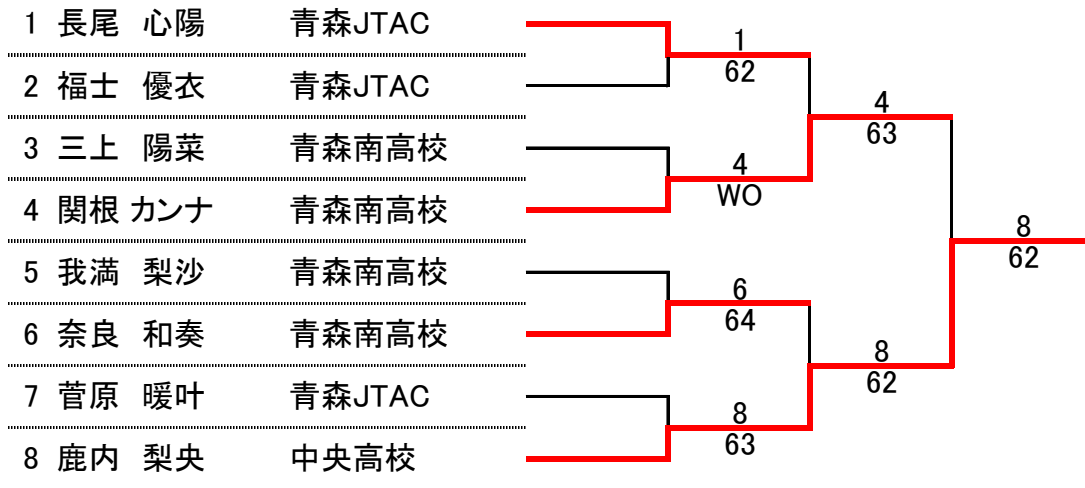 1 長尾 心陽 青森JTAC
2 福士 優衣 青森JTAC
3 三上 陽菜 青森南高校
4 関根 カンナ 青森南高校
5 我満 梨沙 青森南高校
6 奈良 和奏 青森南高校
7 菅原 暖叶 青森JTAC
8 鹿内 梨央 中央高校
1
62
4
WO
6
64
8
63
4
63
8
62
8
62